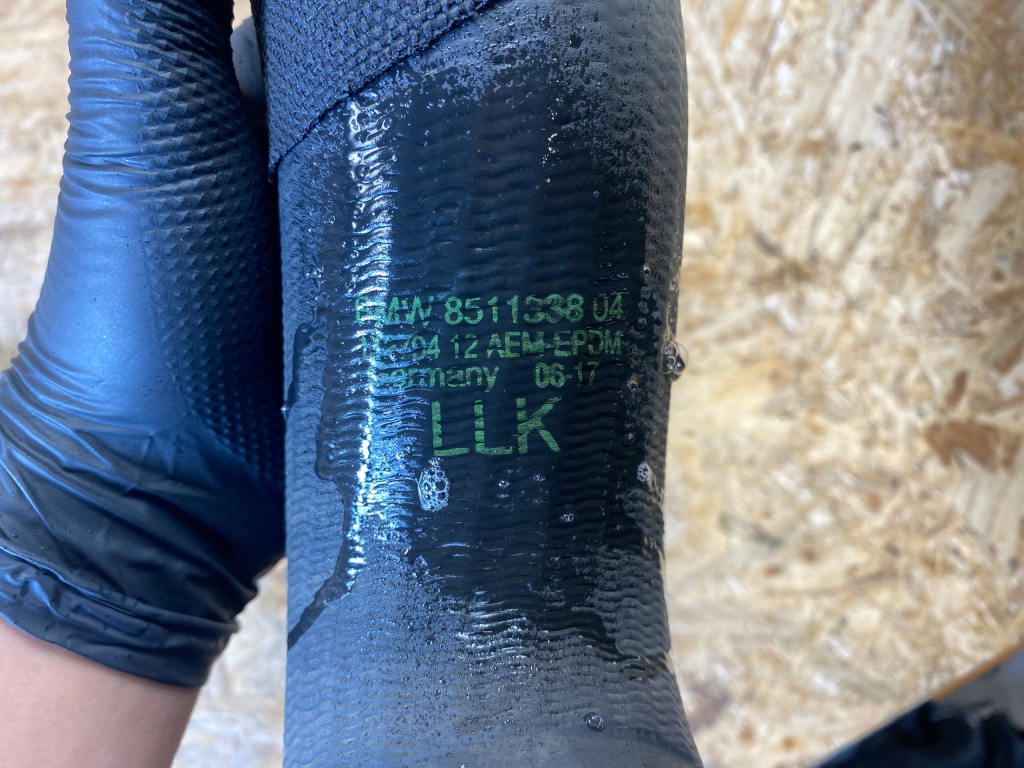 BMW 8511338 04
12 AEM-EPDM
Germany 06-17
LLK